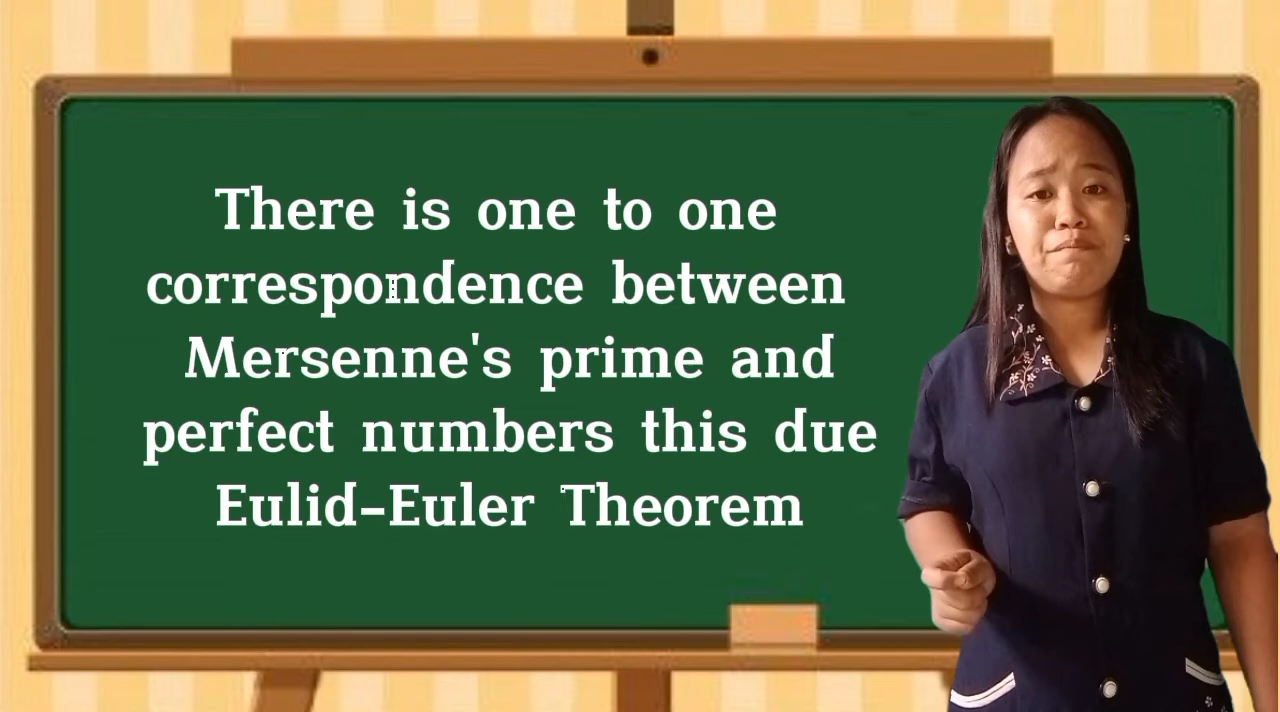 There is one to one
correspondence between
Mersenne's prime and
perfect numbers this due
Eulid-Euler Theorem